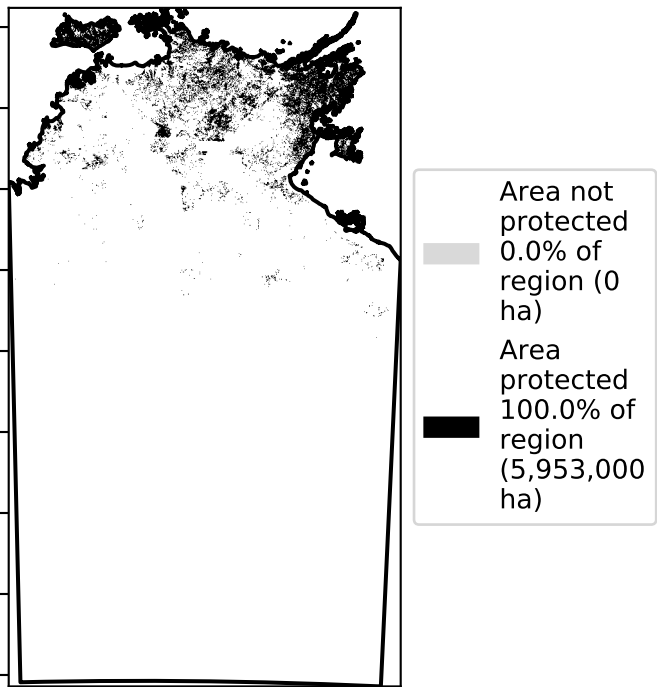 Area not
protected
0.0% of
region (0
ha)
Area
protected
100.0% of
region
(5,953,000
ha)